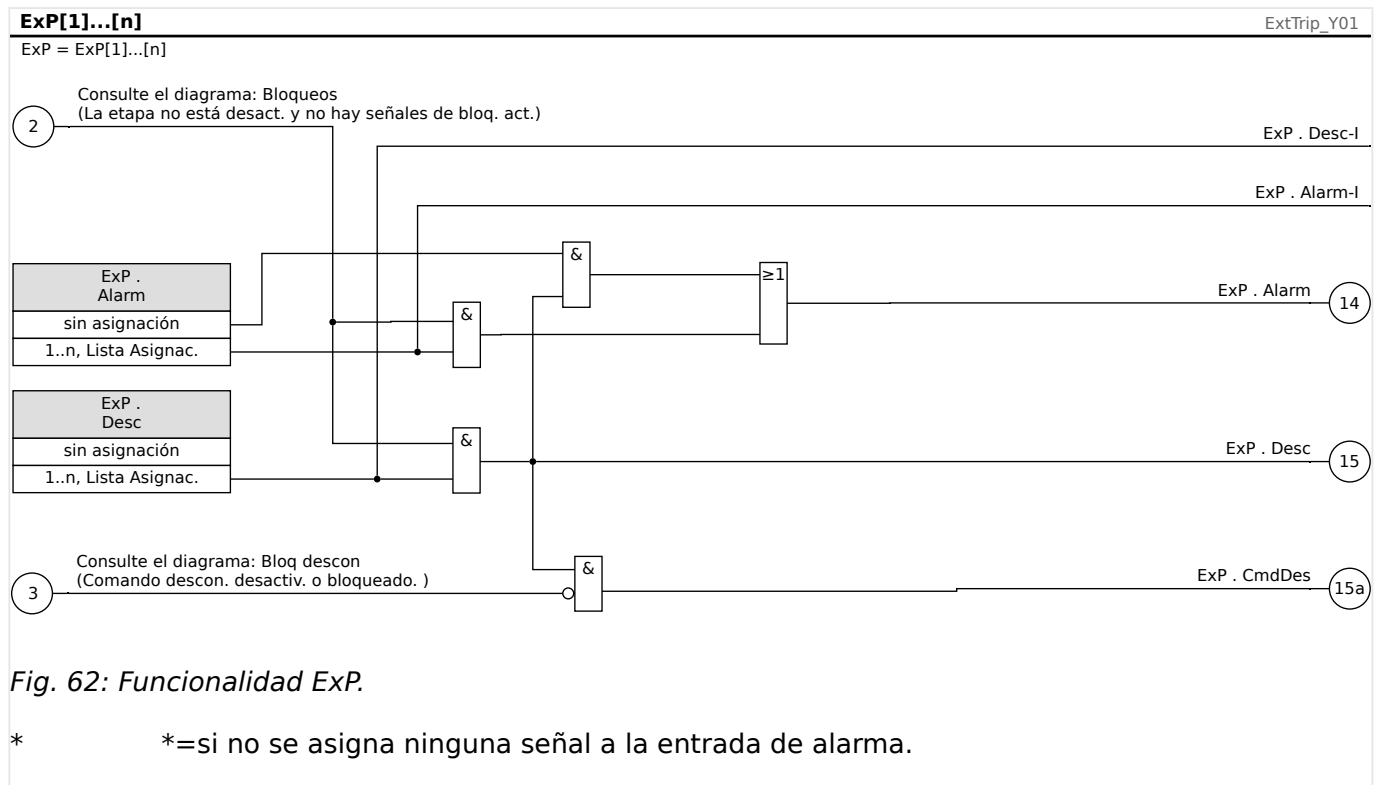 ExP[1]...[n]
ExtTrip_Y01
ExP = ExP[1]...[n]
Consulte el diagrama: Bloqueos
(La etapa no está desact. y no hay señales de bloq. act.)
2
ExP . Desc-I
ExP . Alarm-I
&
ExP .
Alarm
≥1
ExP . Alarm
14
sin asignación
&
1..n, Lista Asignac.
ExP .
Desc
&
sin asignación
ExP . Desc
15
1..n, Lista Asignac.
Consulte el diagrama: Bloq descon
(Comando descon. desactiv. o bloqueado. )
3
&
ExP . CmdDes
15a
Fig. 62: Funcionalidad ExP.
* *=si no se asigna ninguna señal a la entrada de alarma.